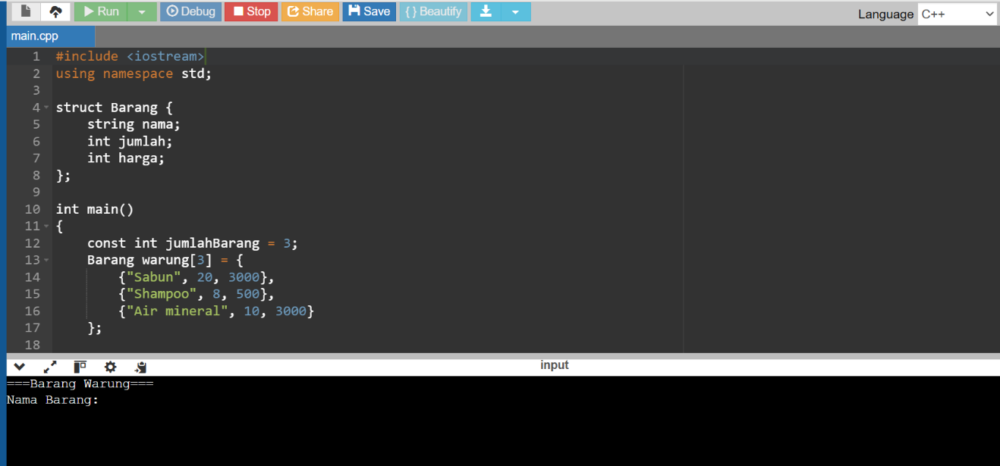 Run Debug Stop Share Save { } Beautify Language C++
main.cpp
1 #include <iostream>
2 using namespace std;
3
4 struct Barang {
5 string nama;
6 int jumlah;
7 int harga;
8 };
9
10 int main()
11 {
12 const int jumlahBarang = 3;
13 Barang warung[3] = {
14 {"Sabun", 20, 3000},
15 {"Shampoo", 8, 500},
16 {"Air mineral", 10, 3000}
17 };
18
input
===Barang Warung===
Nama Barang: